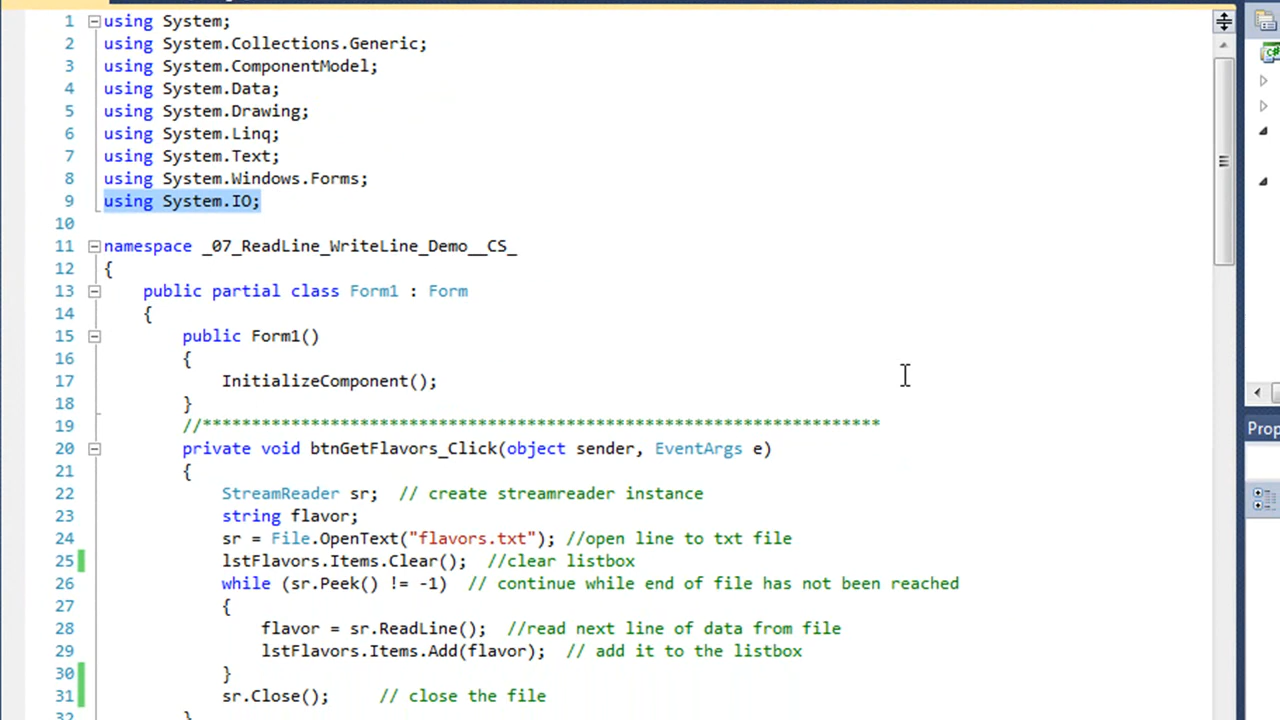 1 using System;
2 using System.Collections.Generic;
3 using System.ComponentModel;
4 using System.Data;
5 using System.Drawing;
6 using System.Linq;
7 using System.Text;
8 using System.Windows.Forms;
9 using System.IO;
10
11 namespace _07_ReadLine_WriteLine_Demo__CS_
12 {
13 public partial class Form1 : Form
14 {
15 public Form1()
16 {
17 InitializeComponent();
18 }
19 //*********************************************************************
20 private void btnGetFlavors_Click(object sender, EventArgs e)
21 {
22 StreamReader sr;  // create streamreader instance
23 string flavor;
24 sr = File.OpenText("flavors.txt"); //open line to txt file
25 lstFlavors.Items.Clear();  //clear listbox
26 while (sr.Peek() != -1)  // continue while end of file has not been reached
27 {
28 flavor = sr.ReadLine();  //read next line of data from file
29 lstFlavors.Items.Add(flavor);  // add it to the listbox
30 }
31 sr.Close();     // close the file
32 }
C#
Prop